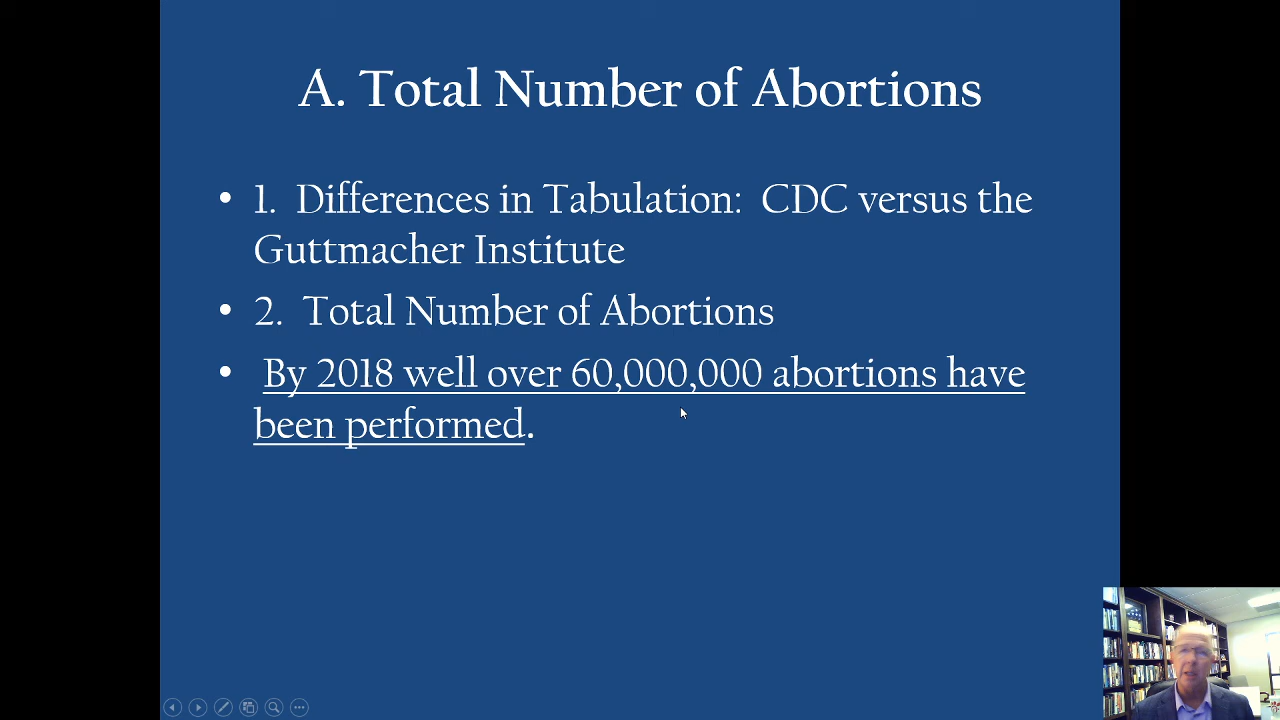 A. Total Number of Abortions
• 1. Differences in Tabulation: CDC versus the
Guttmacher Institute
• 2. Total Number of Abortions
• By 2018 well over 60,000,000 abortions have
been performed.